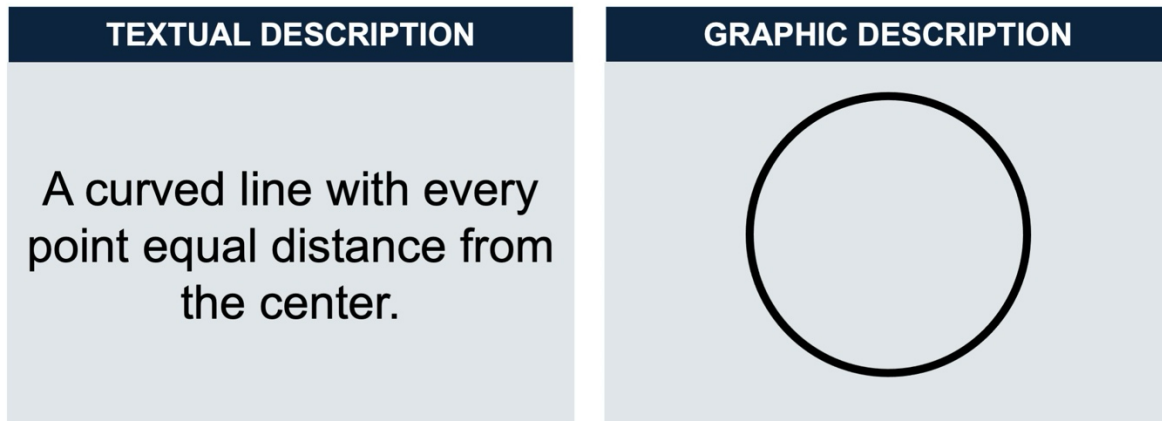 TEXTUAL DESCRIPTION
A curved line with every
point equal distance from
the center.
GRAPHIC DESCRIPTION